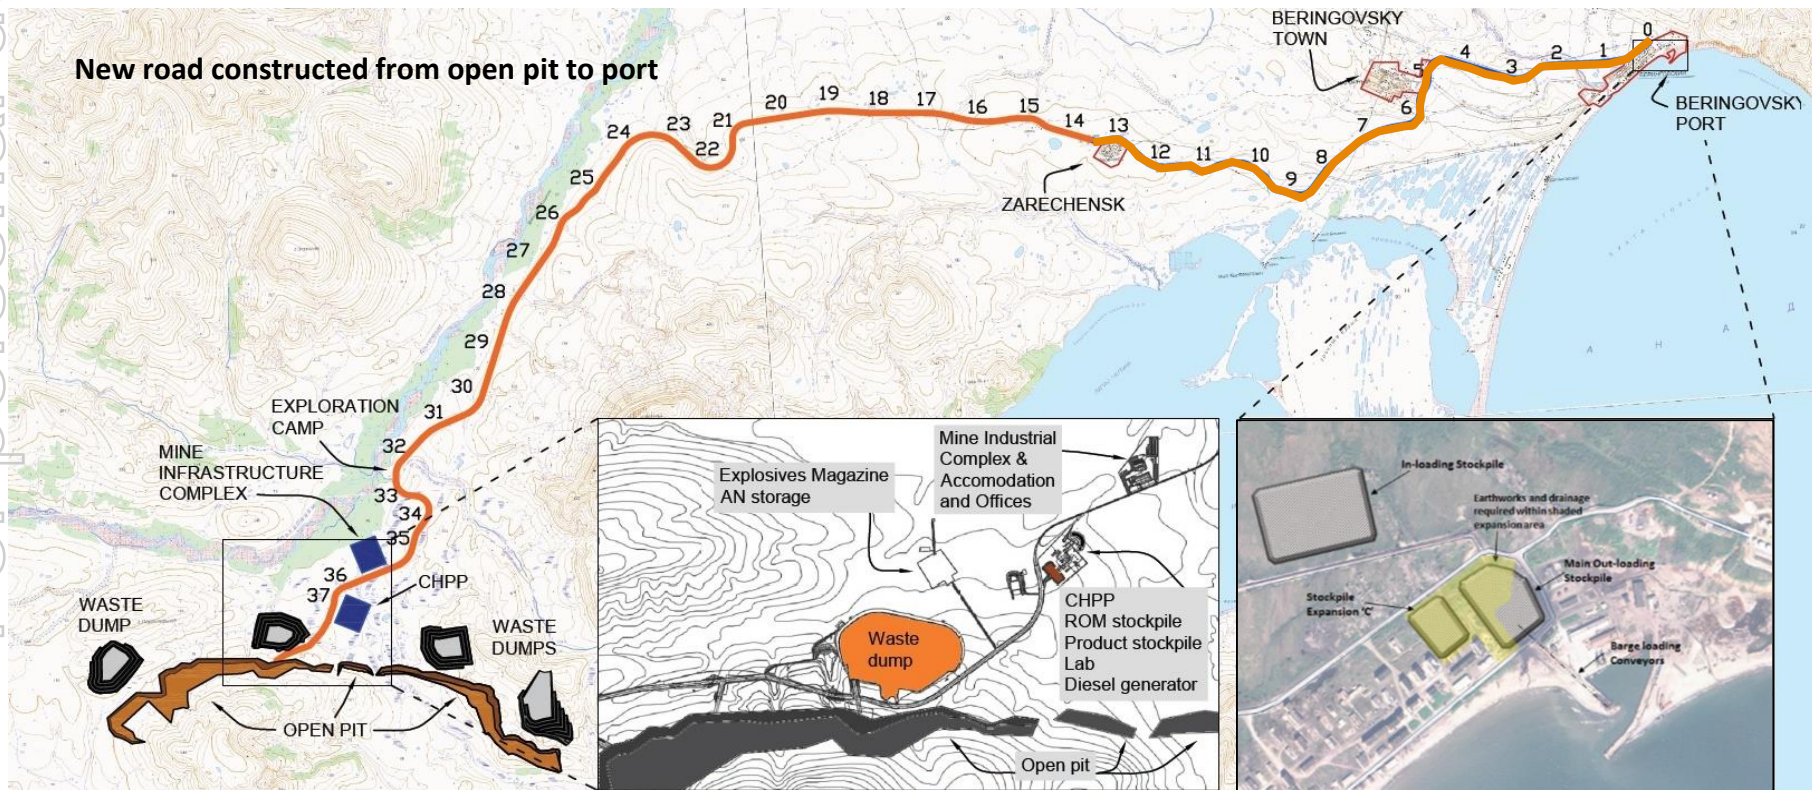 New road constructed from open pit to port
BERINGOVSKY
TOWN
0
1
2
3
4
5
6
7
8
9
10
11
12
13
14
15
16
17
18
19
20
21
22
23
24
25
26
27
28
29
30
31
32
33
34
35
36
37
BERINGOVSKY
PORT
ZARECHENSK
EXPLORATION
CAMP
MINE
INFRASTRUCTURE
COMPLEX
CHPP
WASTE
DUMP
WASTE
DUMPS
OPEN PIT
Explosives Magazine
AN storage
Mine Industrial
Complex &
Accomodation
and Offices
Waste
dump
CHPP
ROM stockpile
Product stockpile
Lab
Diesel generator
Open pit
In-loading Stockpile
Earthworks and drainage
required within shaded
expansion area
Main Out-loading
Stockpile
Stockpile
Expansion 'C'
Barge loading
Conveyors
А Н А Д